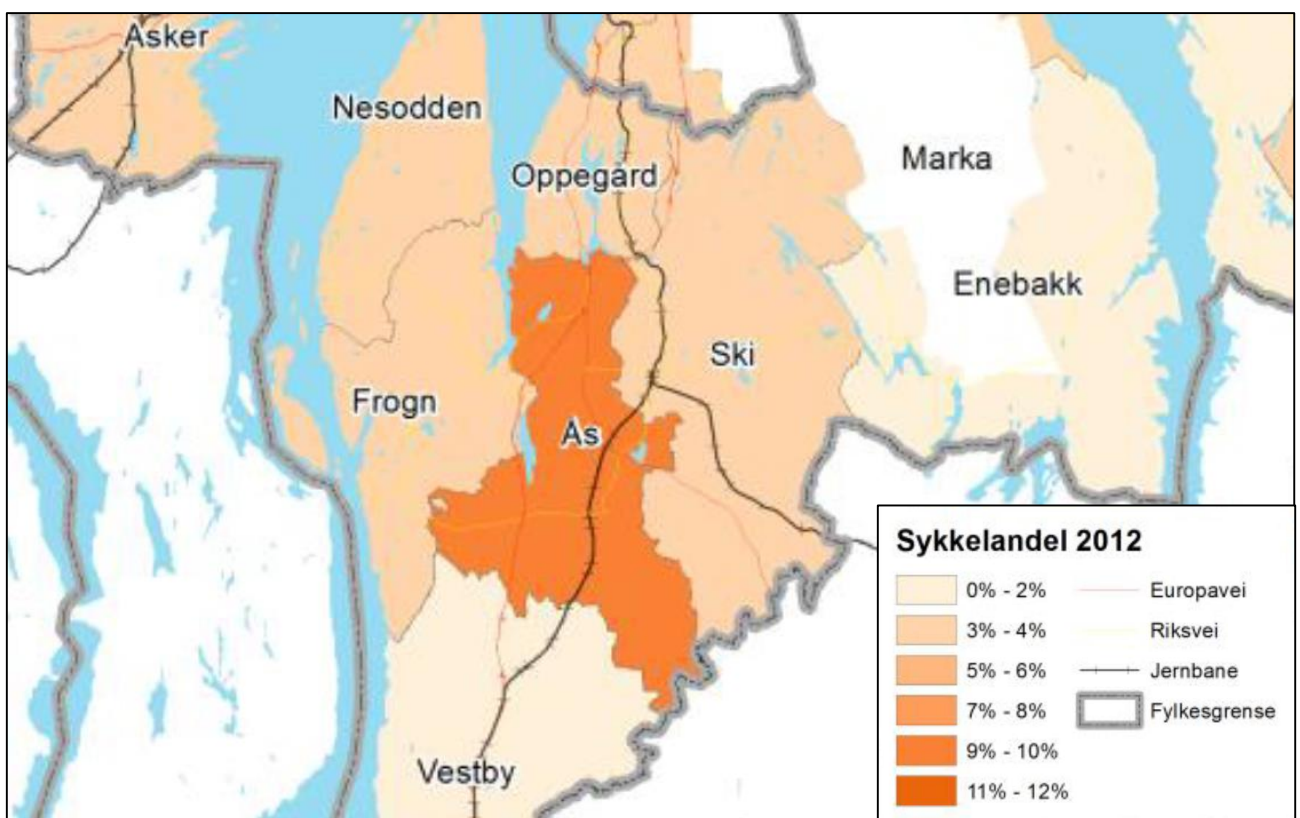 Asker
Nesodden
Oppegård
Marka
Enebakk
Ski
Frogn
Ås
Vestby
Sykkelandel 2012
0% - 2%
3% - 4%
5% - 6%
7% - 8%
9% - 10%
11% - 12%
Europavei
Riksvei
Jernbane
Fylkesgrense